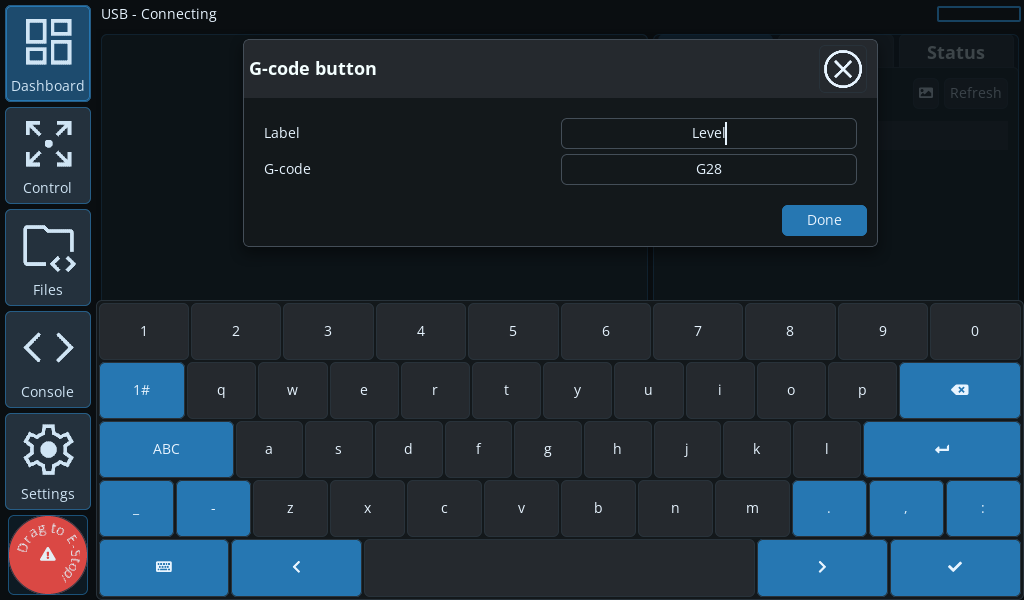 USB - Connecting
Dashboard
Control
Files
Console
Settings
Drag to E-Stop!
G-code button
Label
Level
G-code
G28
Done
Status
Refresh
1 2 3 4 5 6 7 8 9 0
1# q w e r t y u i o p
ABC a s d f g h j k l
_ - z x c v b n m . , :